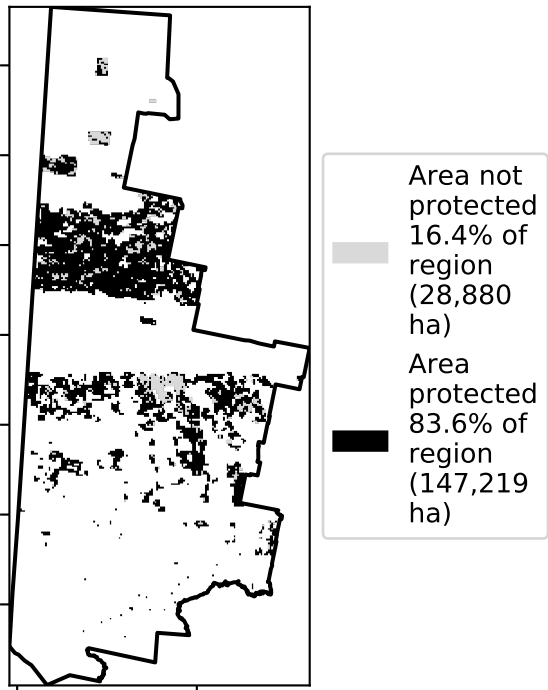 Area not
protected
16.4% of
region
(28,880
ha)
Area
protected
83.6% of
region
(147,219
ha)